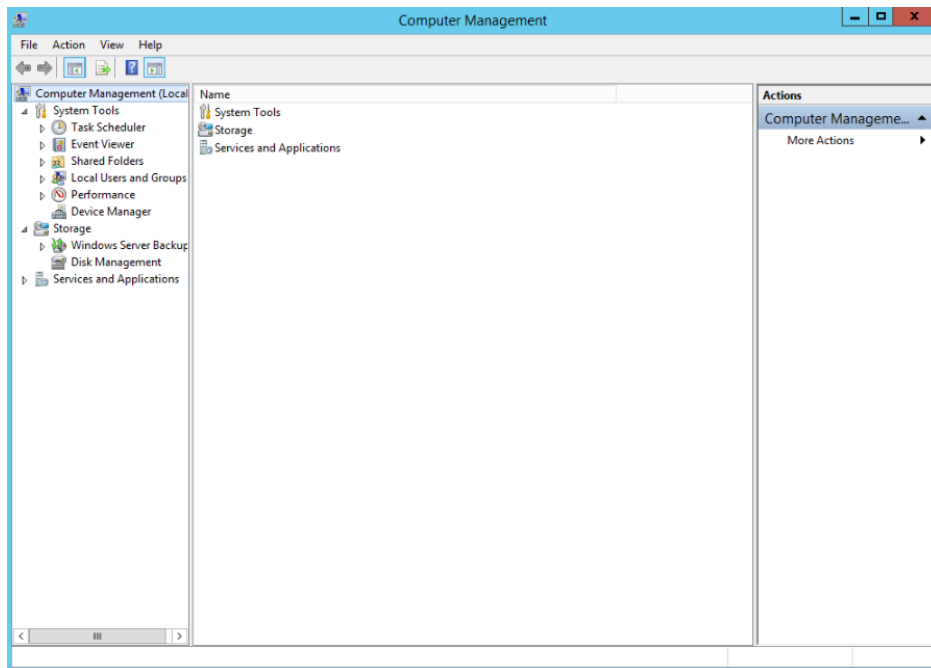 Computer Management
File Action View Help
Computer Management (Local
System Tools
Task Scheduler
Event Viewer
Shared Folders
Local Users and Groups
Performance
Device Manager
Storage
Windows Server Backup
Disk Management
Services and Applications
Name
System Tools
Storage
Services and Applications
Actions
Computer Manageme...
More Actions